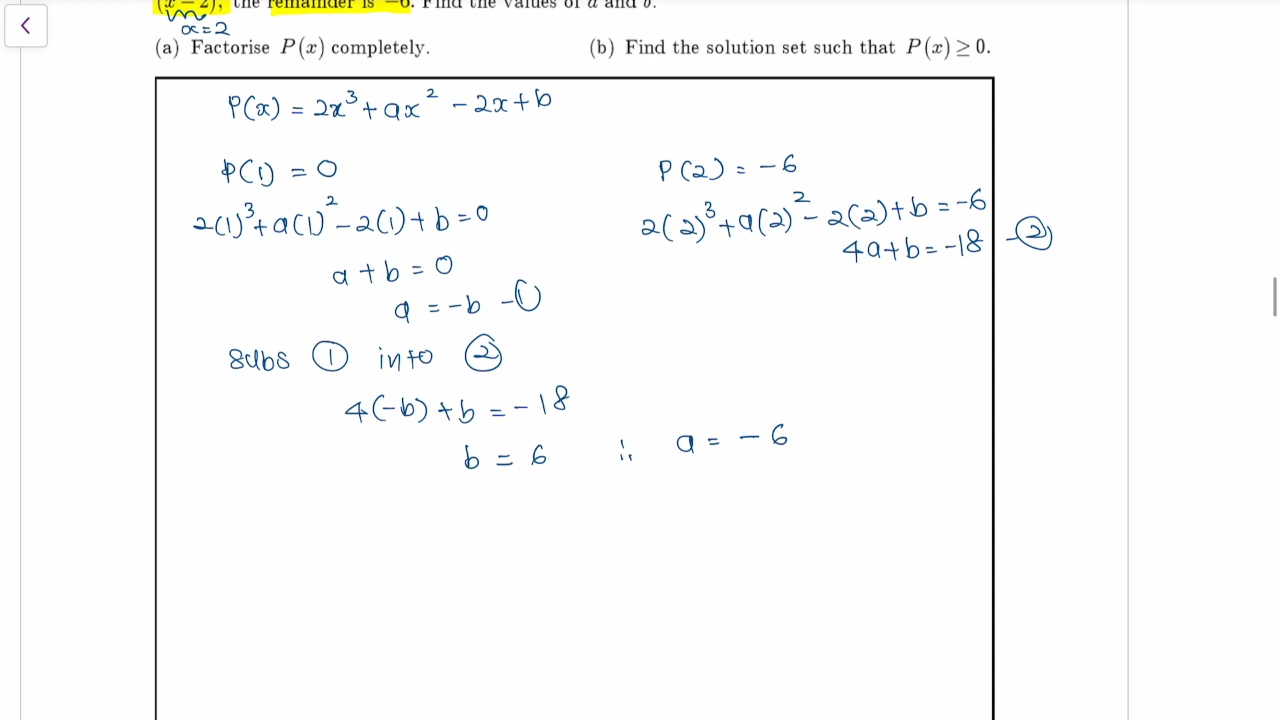 (x − 2), the remainder is −6. Find the values of a and b.
x = 2
(a) Factorise P(x) completely. (b) Find the solution set such that P(x) ≥ 0.
P(x) = 2x³ + ax² − 2x + b
P(1) = 0
2(1)³ + a(1)² − 2(1) + b = 0
a + b = 0
a = −b −①
P(2) = −6
2(2)³ + a(2)² − 2(2) + b = −6
4a + b = −18 −②
subs ① into ②
4(−b) + b = −18
b = 6 ∴ a = −6